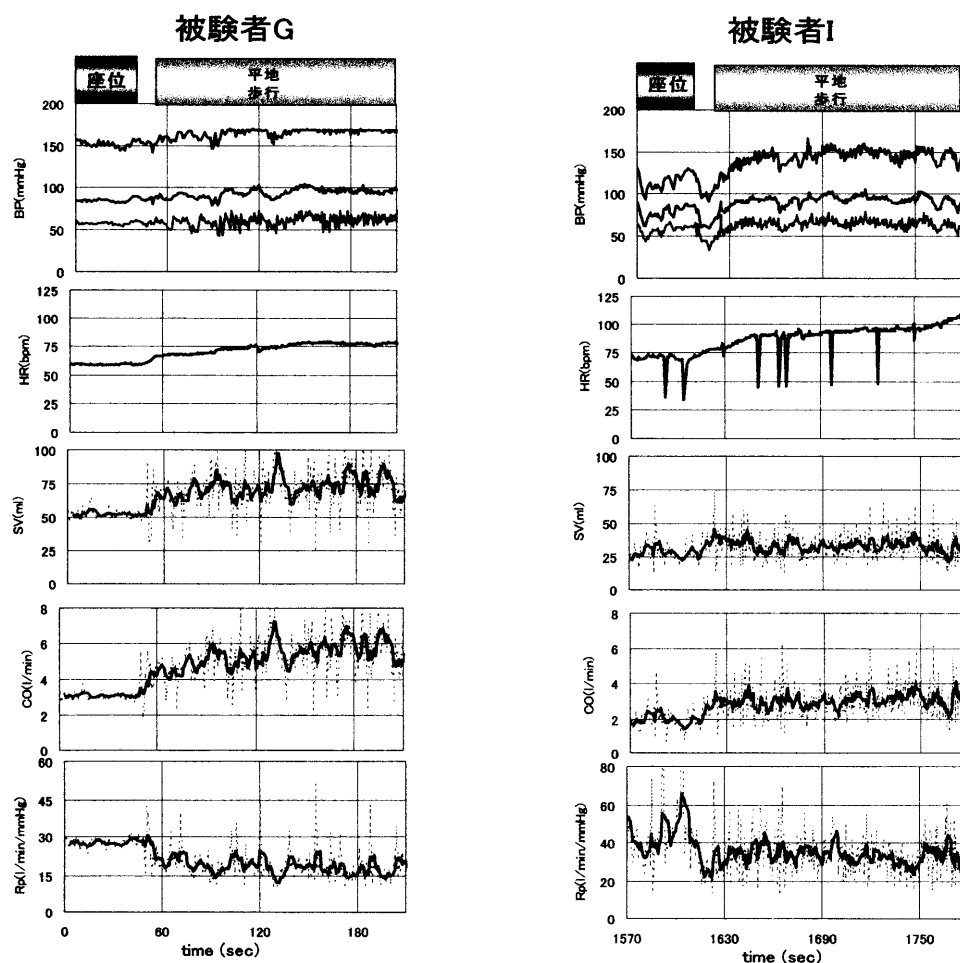 被験者G
座位
平地
歩行
BP(mmHg)
200
150
100
50
0
HR(bpm)
125
100
75
50
25
0
SV(ml)
100
75
50
25
0
CO(l/min)
8
6
4
2
0
Rp(l/min/mmHg)
60
45
30
15
0
0 60 120 180
time (sec)
被験者I
座位
平地
歩行
BP(mmHg)
200
150
100
50
0
HR(bpm)
125
100
75
50
25
0
SV(ml)
100
75
50
25
0
CO(l/min)
8
6
4
2
0
Rp(l/min/mmHg)
80
60
40
20
0
1570 1630 1690 1750
time (sec)